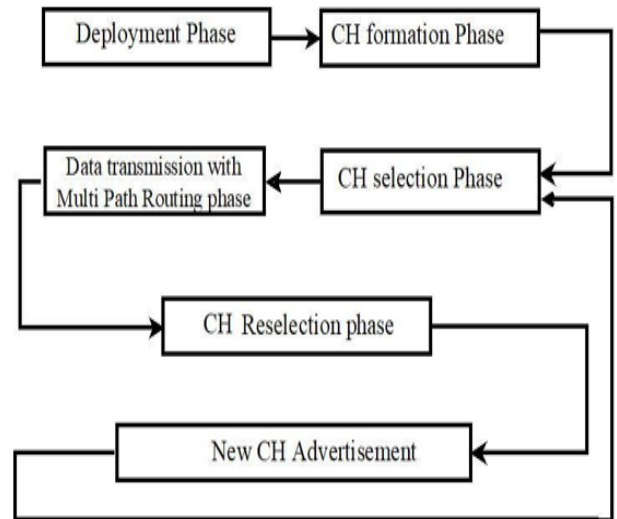 Deployment Phase
CH formation Phase
Data transmission with
Multi Path Routing phase
CH selection Phase
CH Reselection phase
New CH Advertisement